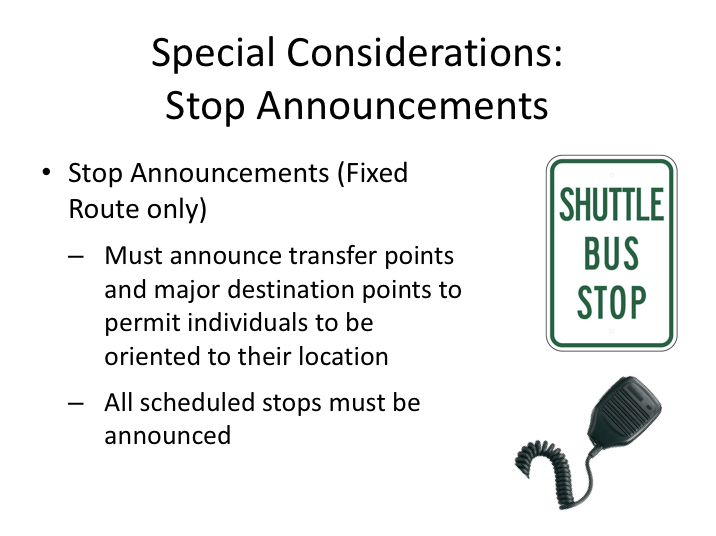 Special Considerations:
Stop Announcements
• Stop Announcements (Fixed
Route only)
– Must announce transfer points
and major destination points to
permit individuals to be
oriented to their location
– All scheduled stops must be
announced
SHUTTLE
BUS
STOP